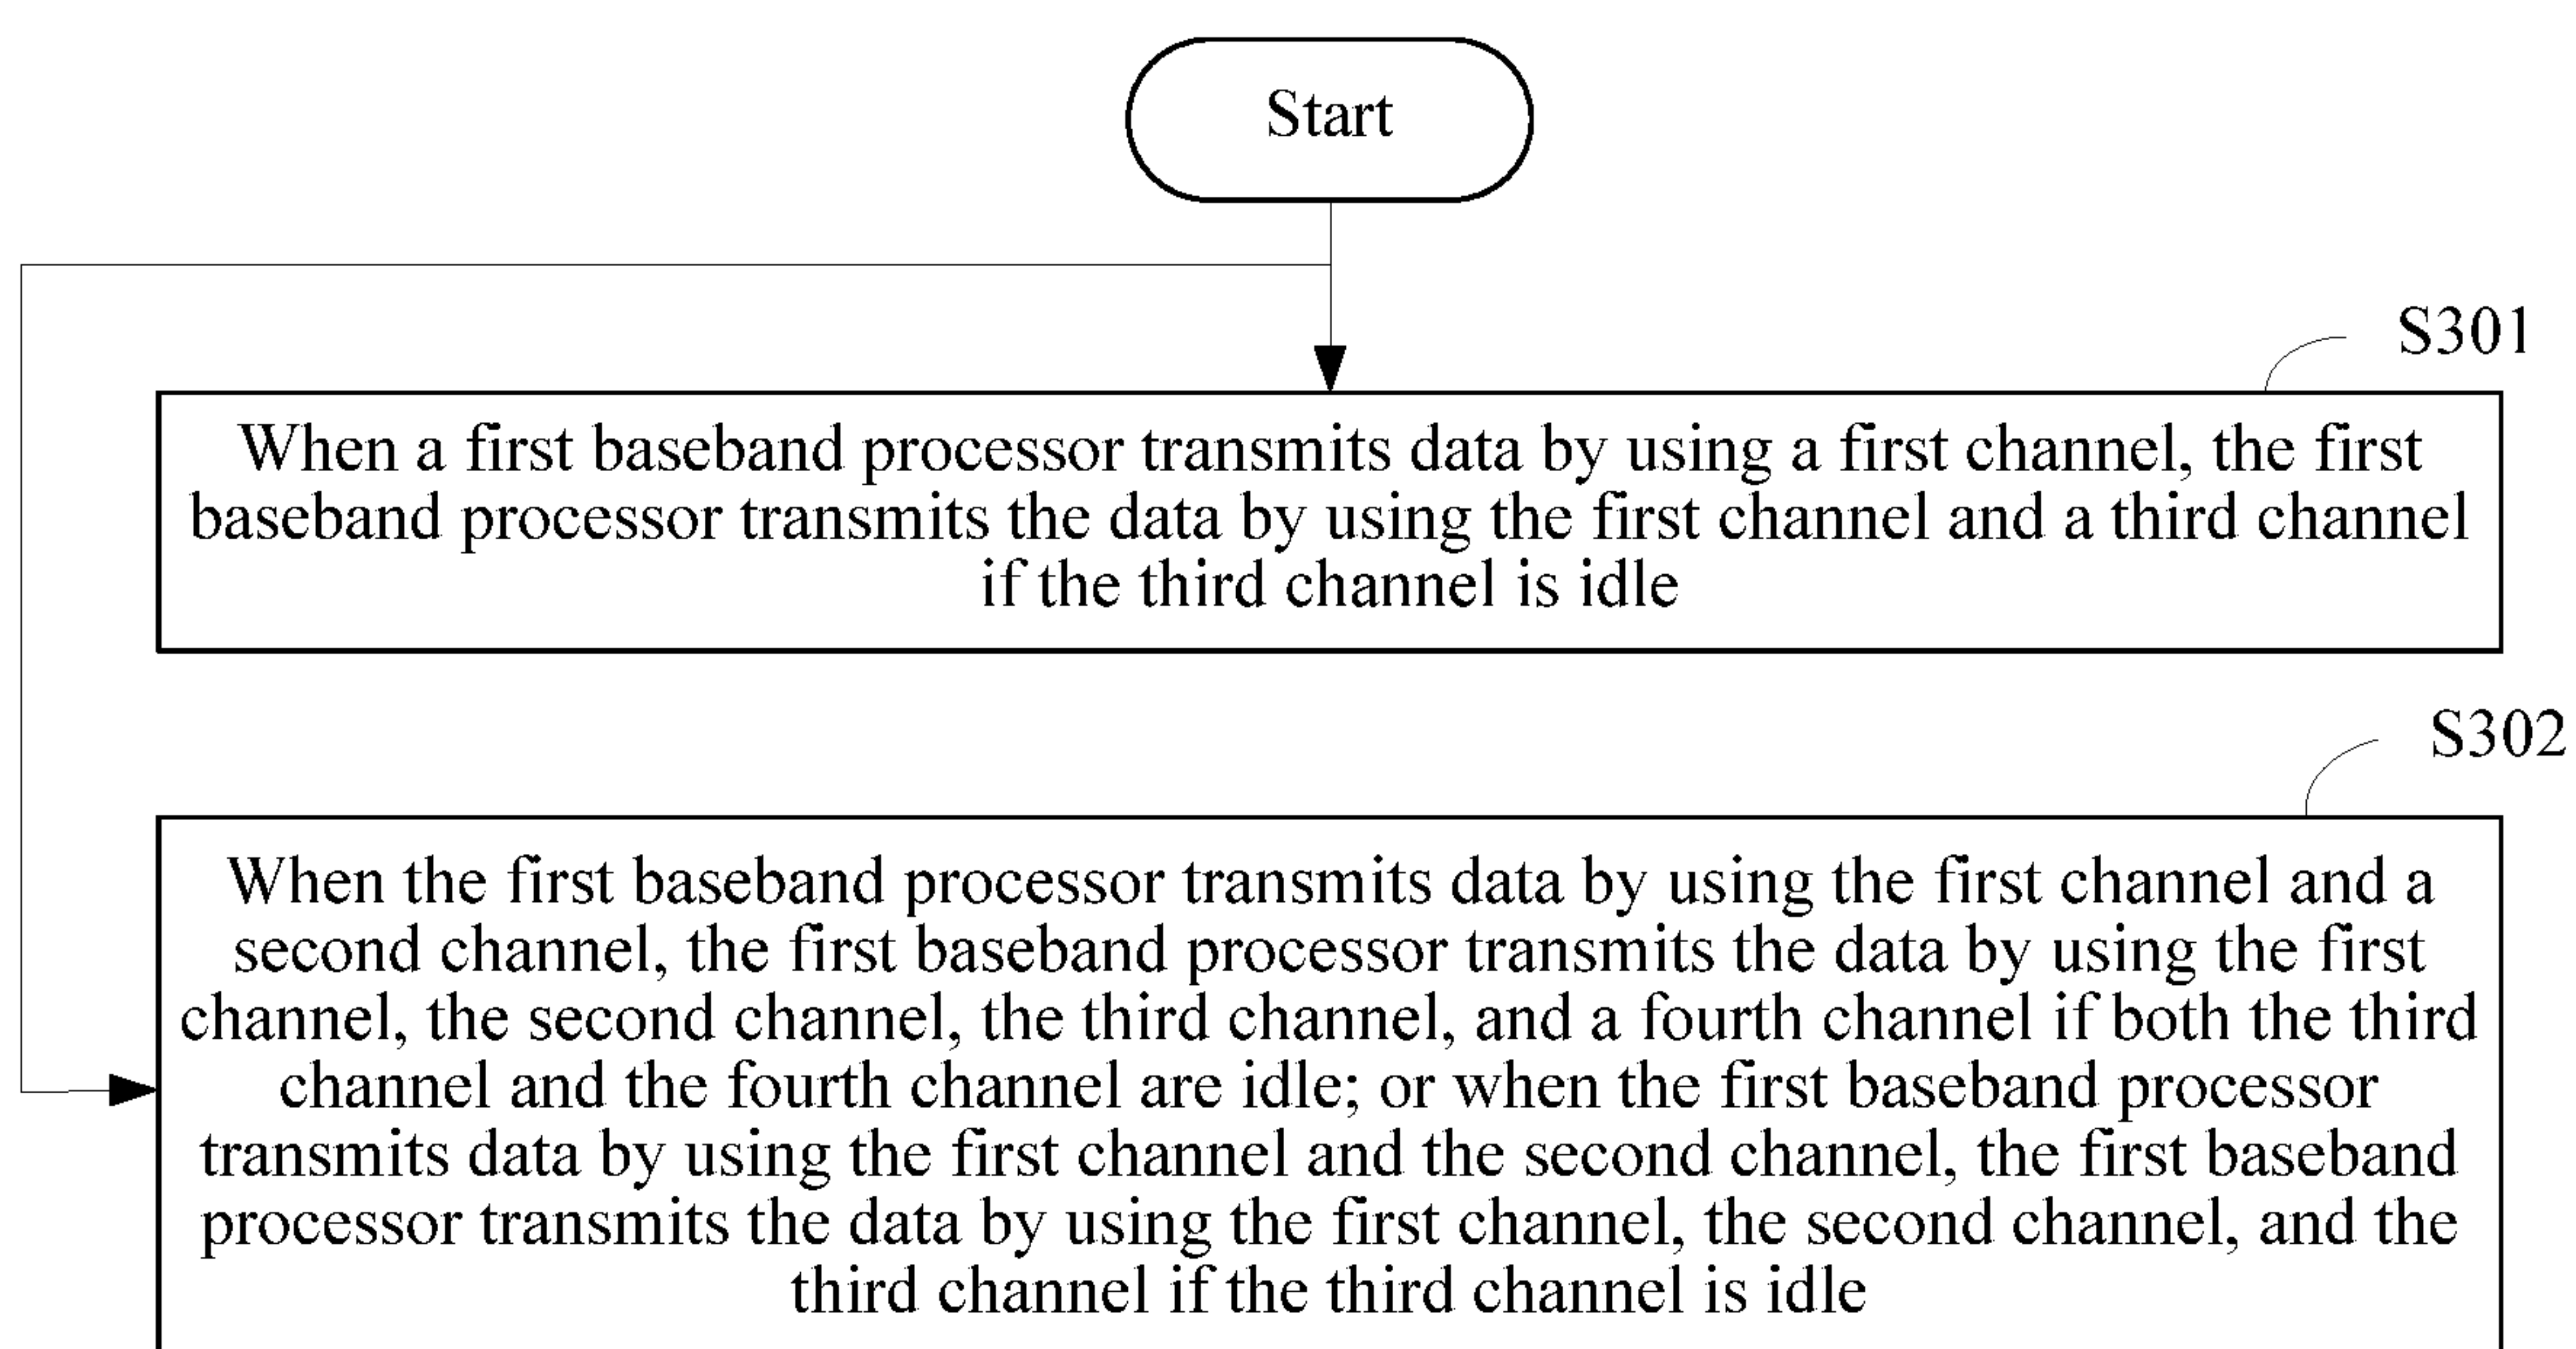 Start
S301
When a first baseband processor transmits data by using a first channel, the first
baseband processor transmits the data by using the first channel and a third channel
if the third channel is idle
S302
When the first baseband processor transmits data by using the first channel and a
second channel, the first baseband processor transmits the data by using the first
channel, the second channel, the third channel, and a fourth channel if both the third
channel and the fourth channel are idle; or when the first baseband processor
transmits data by using the first channel and the second channel, the first baseband
processor transmits the data by using the first channel, the second channel, and the
third channel if the third channel is idle